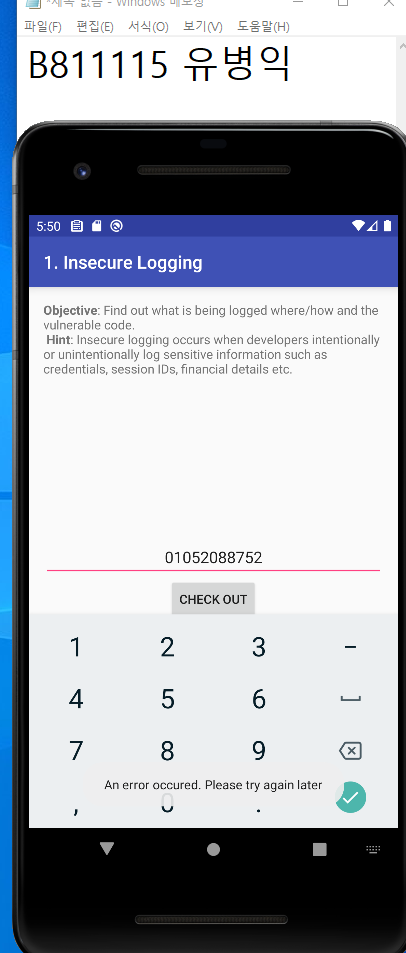 *제목 없음 - Windows 메모장
파일(F) 편집(E) 서식(O) 보기(V) 도움말(H)
B811115 유병익
5:50
1. Insecure Logging
Objective: Find out what is being logged where/how and the
vulnerable code.
Hint: Insecure logging occurs when developers intentionally
or unintentionally log sensitive information such as
credentials, session IDs, financial details etc.
01052088752
CHECK OUT
1 2 3 −
4 5 6
7 8 9
An error occured. Please try again later
, 0 .